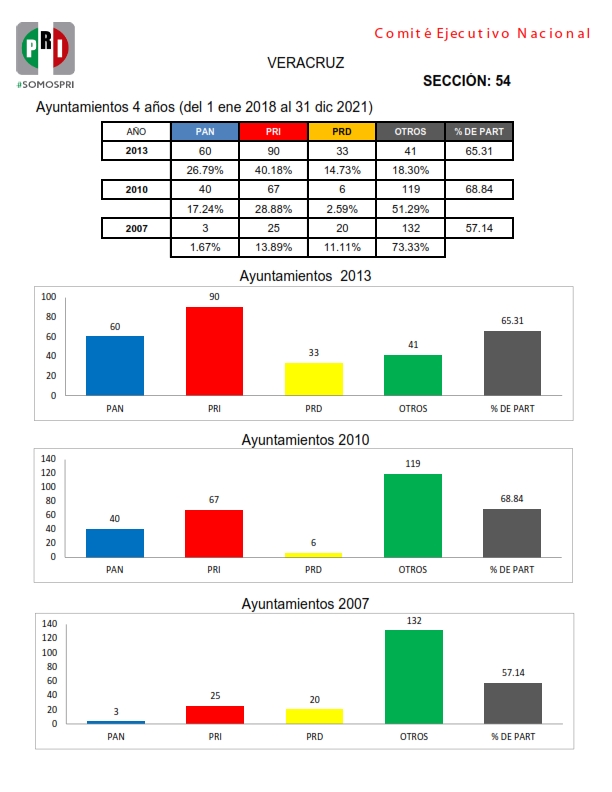 Comité Ejecutivo Nacional
PRI
#SOMOSPRI
VERACRUZ
SECCIÓN: 54
Ayuntamientos 4 años (del 1 ene 2018 al 31 dic 2021)
AÑO PAN PRI PRD OTROS % DE PART
2013 60 90 33 41 65.31
26.79% 40.18% 14.73% 18.30%
2010 40 67 6 119 68.84
17.24% 28.88% 2.59% 51.29%
2007 3 25 20 132 57.14
1.67% 13.89% 11.11% 73.33%
Ayuntamientos 2013
100
80
60
40
20
0
60
90
33
41
65.31
PAN PRI PRD OTROS % DE PART
Ayuntamientos 2010
140
120
100
80
60
40
20
0
40
67
6
119
68.84
PAN PRI PRD OTROS % DE PART
Ayuntamientos 2007
140
120
100
80
60
40
20
0
3
25
20
132
57.14
PAN PRI PRD OTROS % DE PART